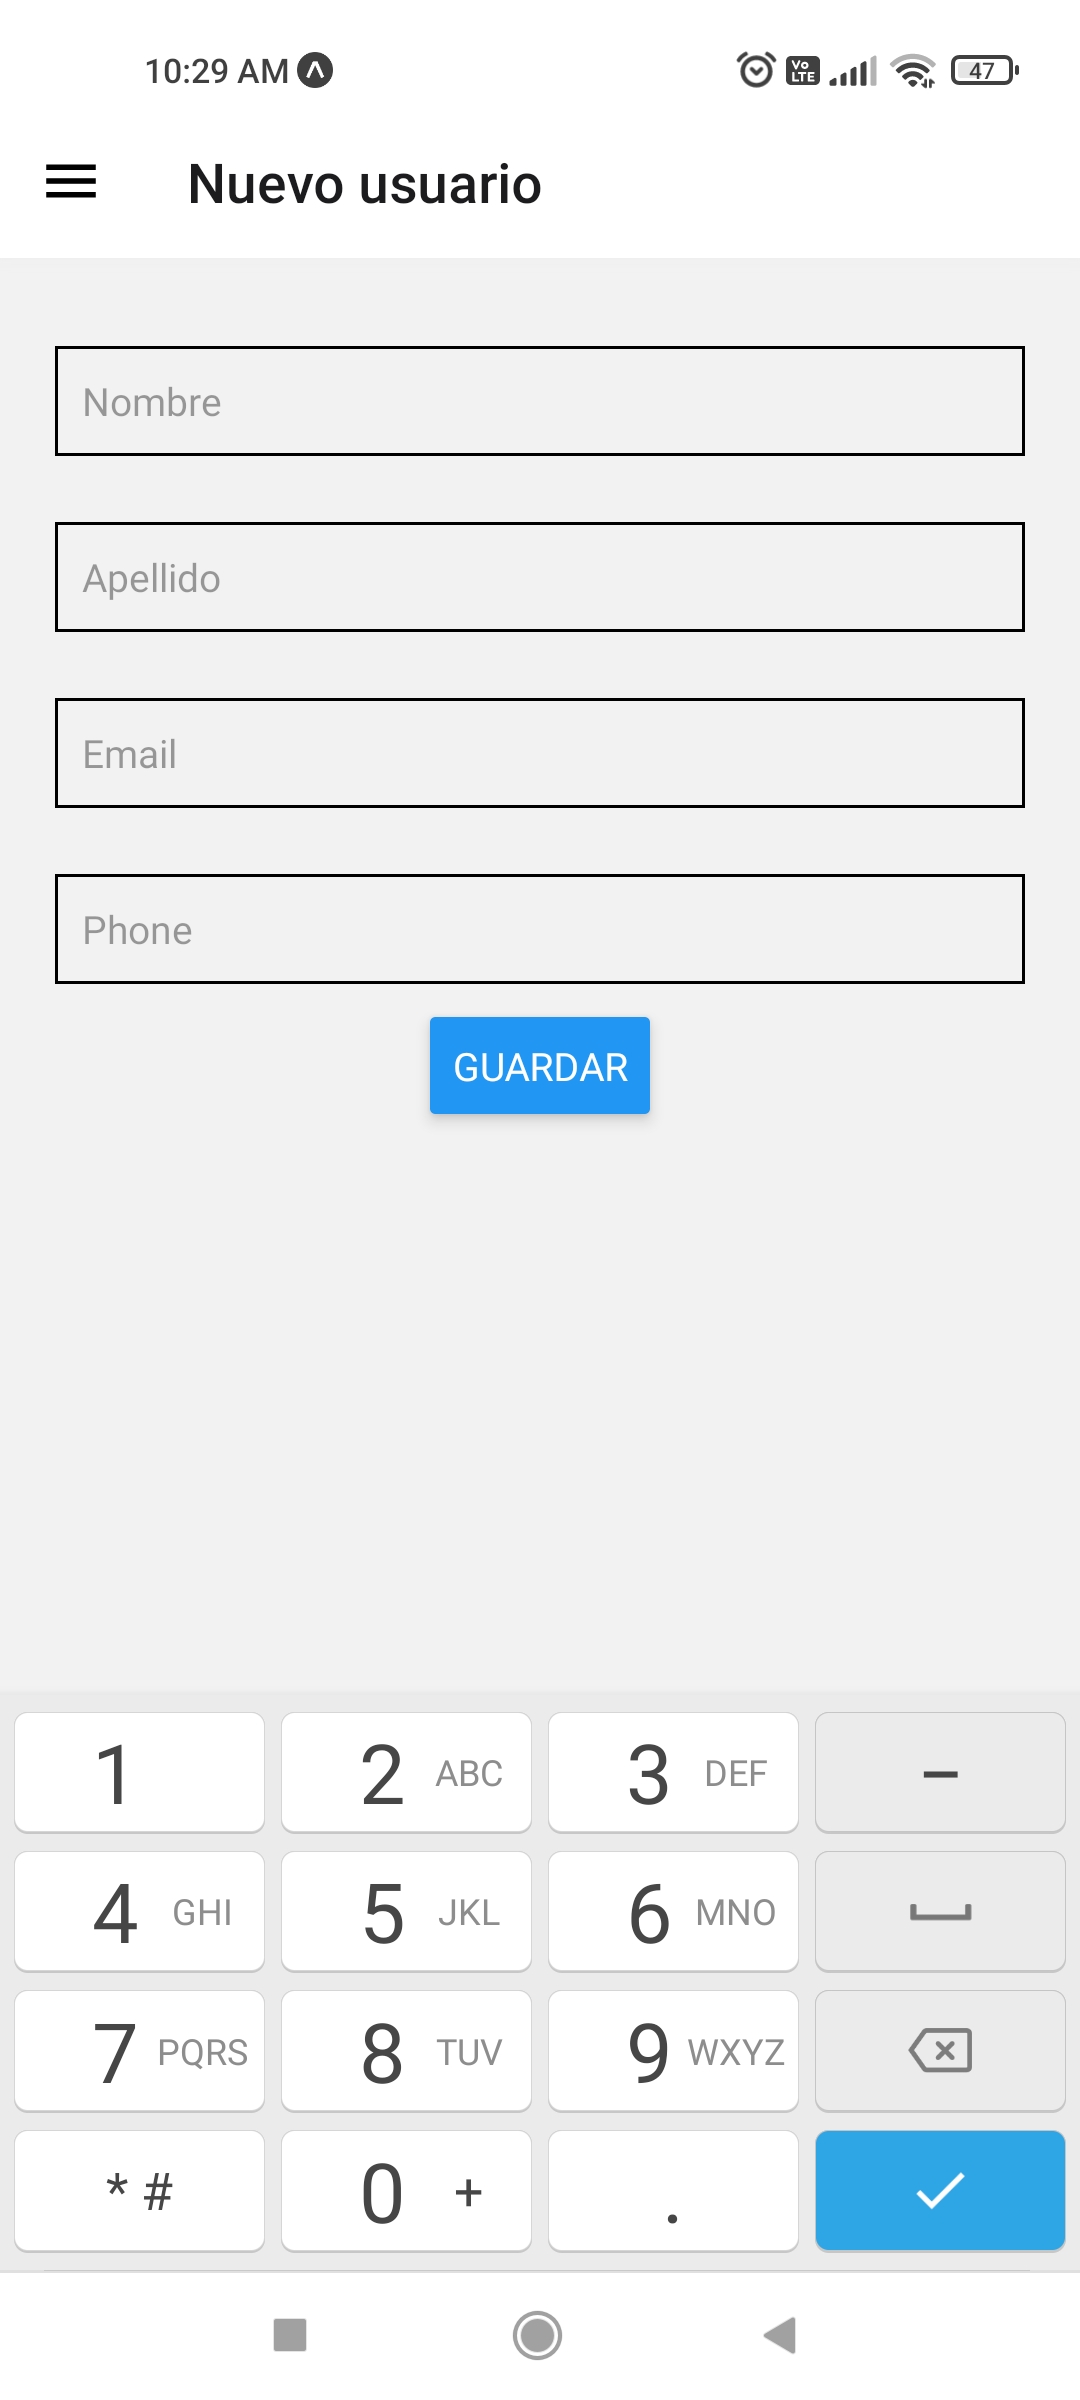 10:29 AM
Vo LTE
47
Nuevo usuario
Nombre
Apellido
Email
Phone
GUARDAR
1 2 ABC 3 DEF –
4 GHI 5 JKL 6 MNO
7 PQRS 8 TUV 9 WXYZ
* # 0 + .